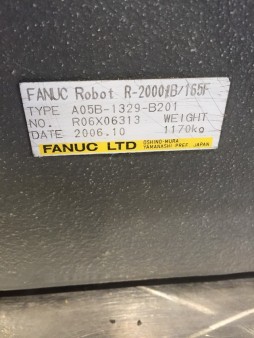 FANUC Robot R-2000iB/165F
TYPE A05B-1329-B201
NO. R06X06313 WEIGHT
DATE 2006.10 1170kg
FANUC LTD OSHINO-MURA
YAMANASHI PREF. JAPAN